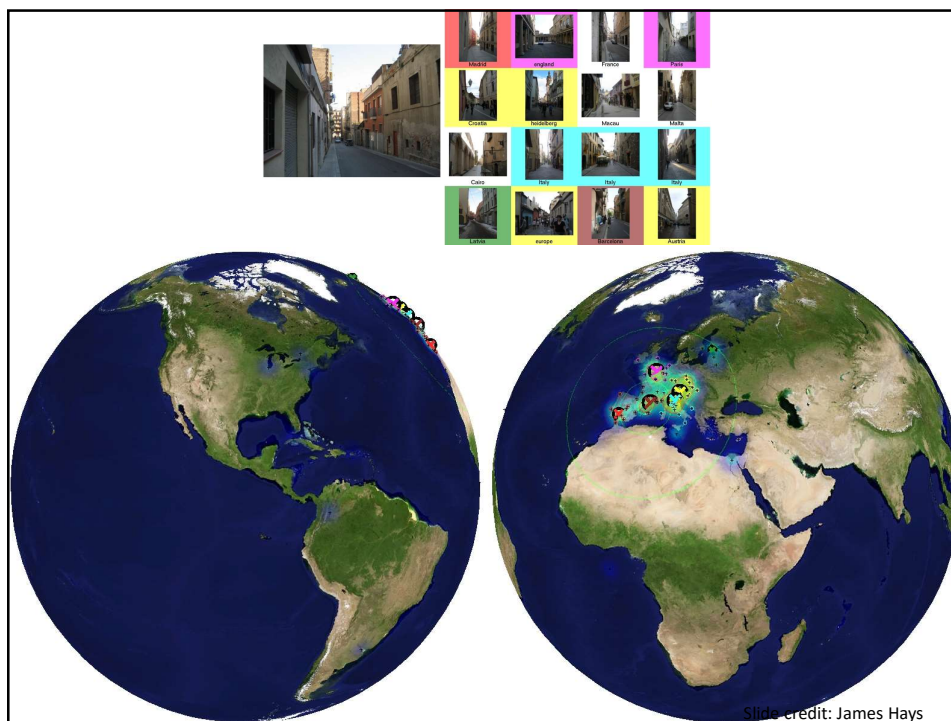 Madrid england France Paris
Croatia heidelberg Macau Malta
Cairo Italy Italy Italy
Latvia europe Barcelona Austria
Slide credit: James Hays